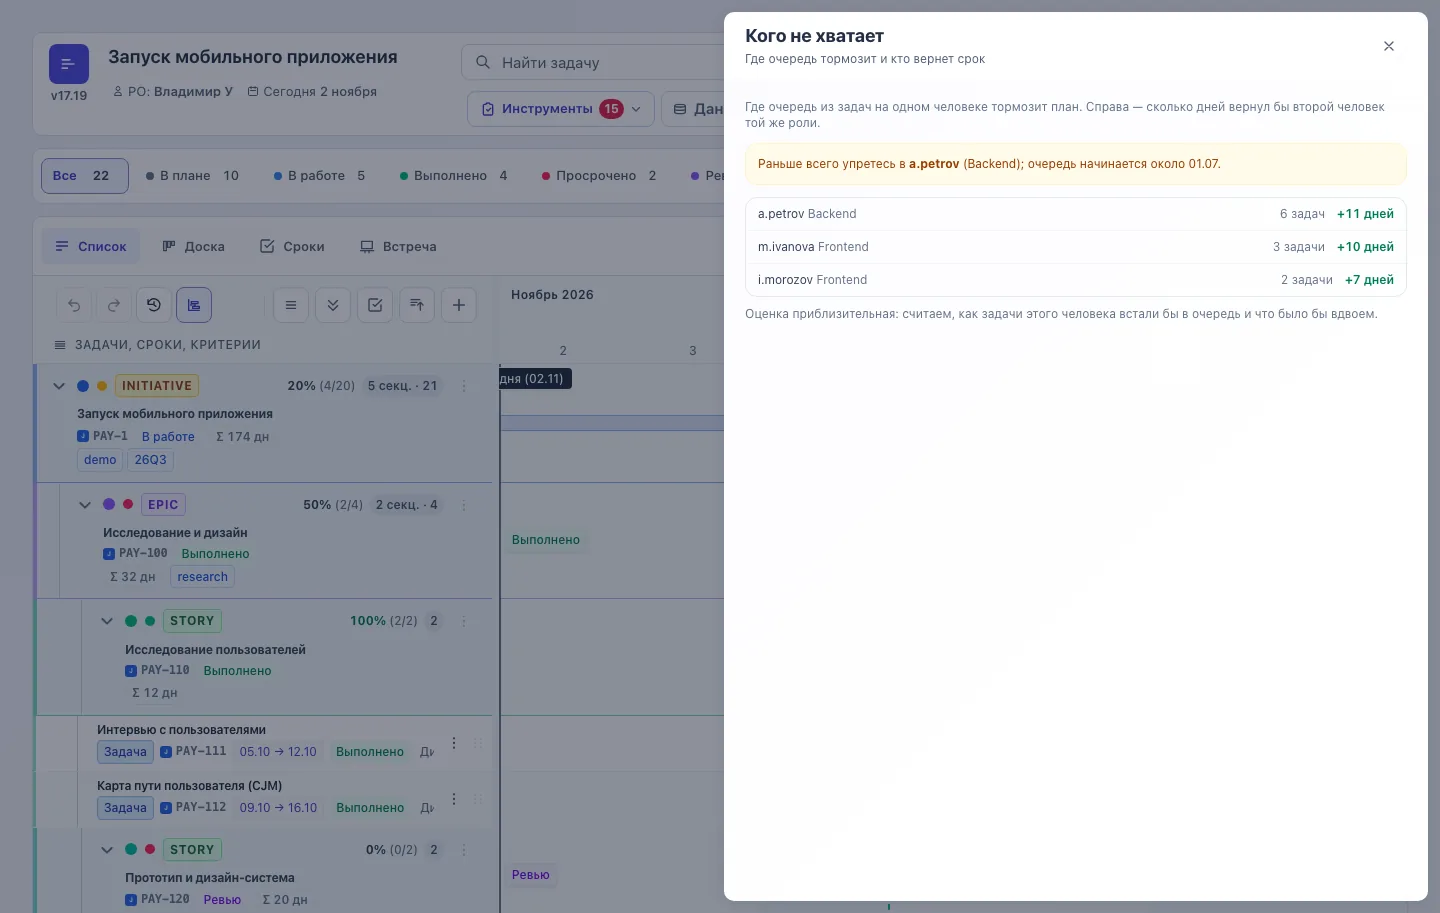 Запуск мобильного приложения
v17.19
PO: Владимир У
Сегодня 2 ноября
Найти задачу
Инструменты 15
Все 22
В плане 10
В работе 5
Выполнено 4
Просрочено 2
Список
Доска
Сроки
Встреча
Ноябрь 2026
ЗАДАЧИ, СРОКИ, КРИТЕРИИ
2
3
INITIATIVE
20% (4/20)
5 секц. · 21
дня (02.11)
Запуск мобильного приложения
PAY-1 В работе Σ 174 дн
demo 26Q3
EPIC
50% (2/4)
2 секц. · 4
Исследование и дизайн
PAY-100 Выполнено
Выполнено
Σ 32 дн research
STORY
100% (2/2) 2
Исследование пользователей
PAY-110 Выполнено
Σ 12 дн
Интервью с пользователями
Задача PAY-111 05.10 → 12.10 Выполнено
Карта пути пользователя (CJM)
Задача PAY-112 09.10 → 16.10 Выполнено
STORY
0% (0/2) 2
Прототип и дизайн-система
Ревью
PAY-120 Ревью Σ 20 дн
Кого не хватает
Где очередь тормозит и кто вернет срок
Где очередь из задач на одном человеке тормозит план. Справа — сколько дней вернул бы второй человек
той же роли.
Раньше всего упретесь в a.petrov (Backend); очередь начинается около 01.07.
a.petrov Backend 6 задач +11 дней
m.ivanova Frontend 3 задачи +10 дней
i.morozov Frontend 2 задачи +7 дней
Оценка приблизительная: считаем, как задачи этого человека встали бы в очередь и что было бы вдвоем.